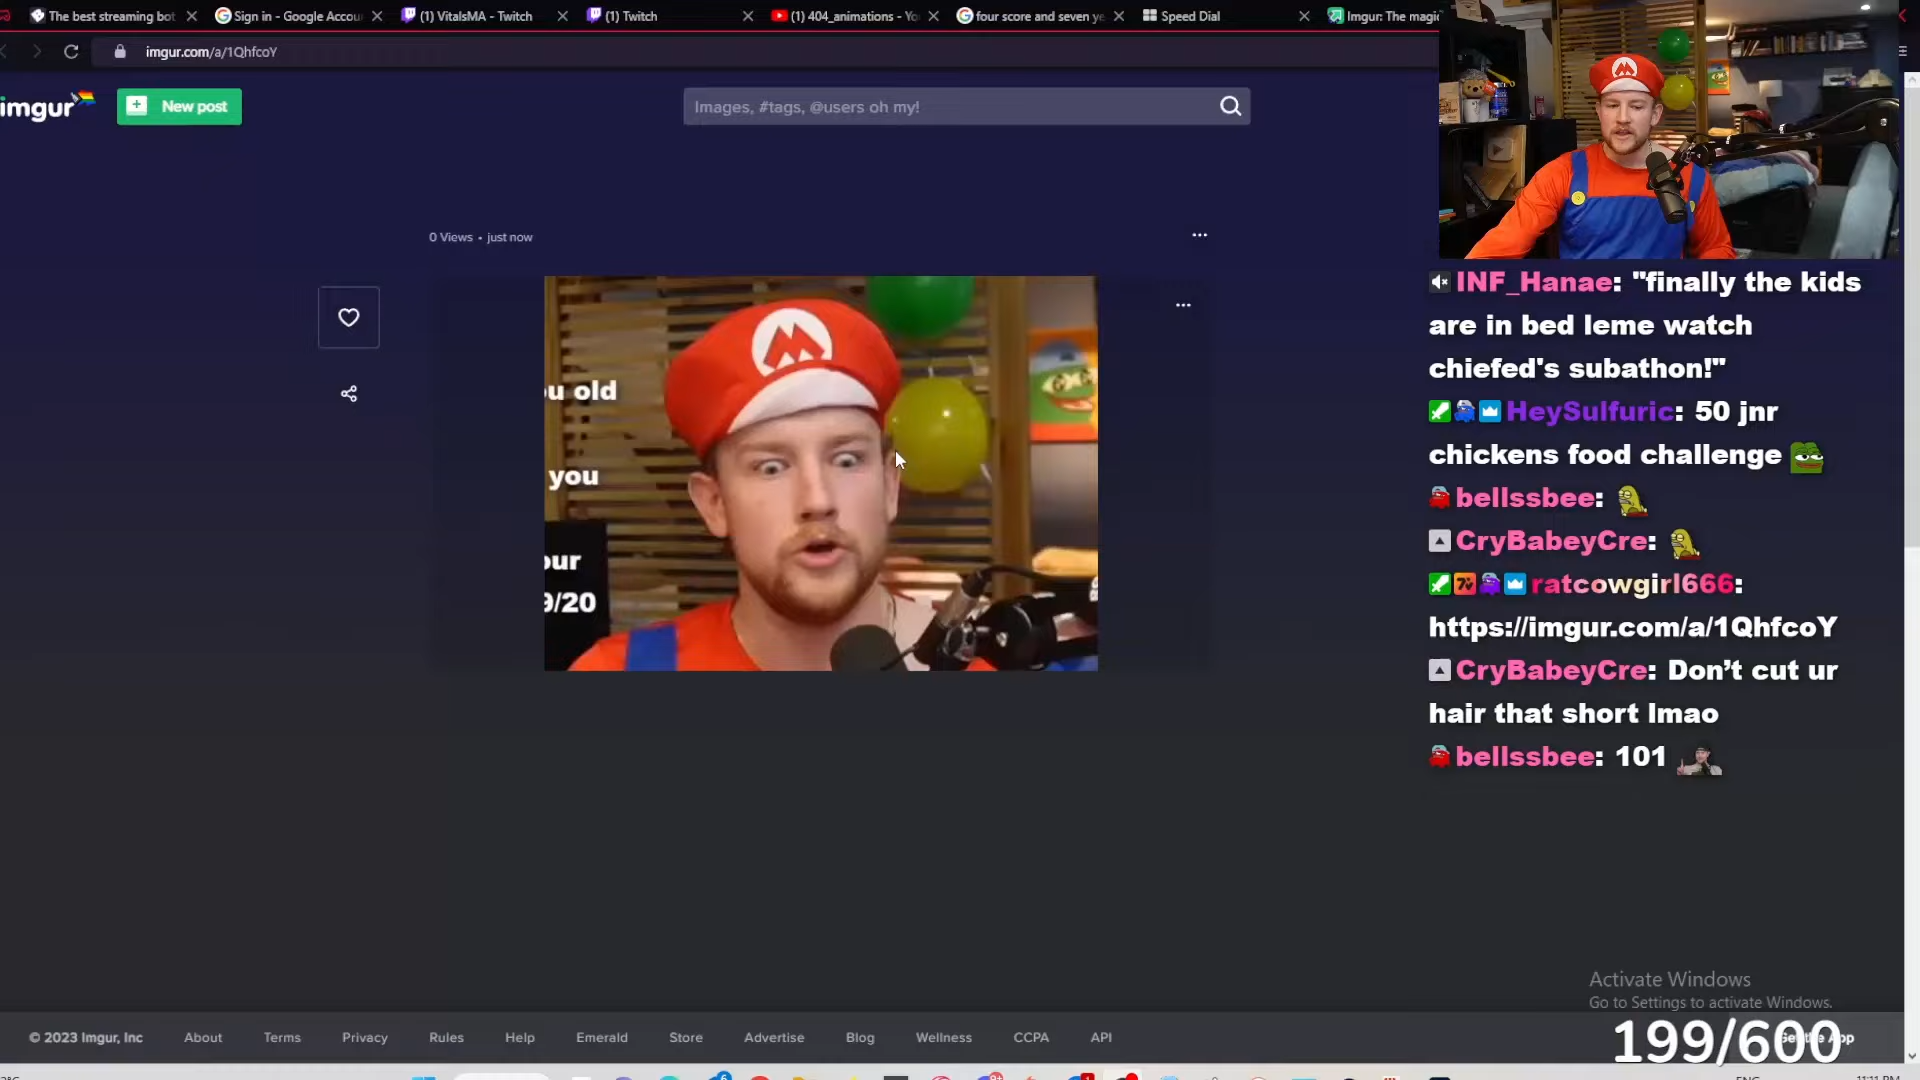 The best streaming bot
Sign in - Google Accou
(1) VitalsMA - Twitch
(1) Twitch
(1) 404_animations - Yo
four score and seven ye
Speed Dial
Imgur: The magic
imgur.com/a/1QhfcoY
imgur
New post
Images, #tags, @users oh my!
0 Views • just now
u old
you
our
9/20
INF_Hanae: "finally the kids
are in bed leme watch
chiefed's subathon!"
HeySulfuric: 50 jnr
chickens food challenge
bellssbee:
CryBabeyCre:
ratcowgirl666:
https://imgur.com/a/1QhfcoY
CryBabeyCre: Don't cut ur
hair that short lmao
bellssbee: 101
Activate Windows
Go to Settings to activate Windows.
199/600
© 2023 Imgur, Inc
About
Terms
Privacy
Rules
Help
Emerald
Store
Advertise
Blog
Wellness
CCPA
API